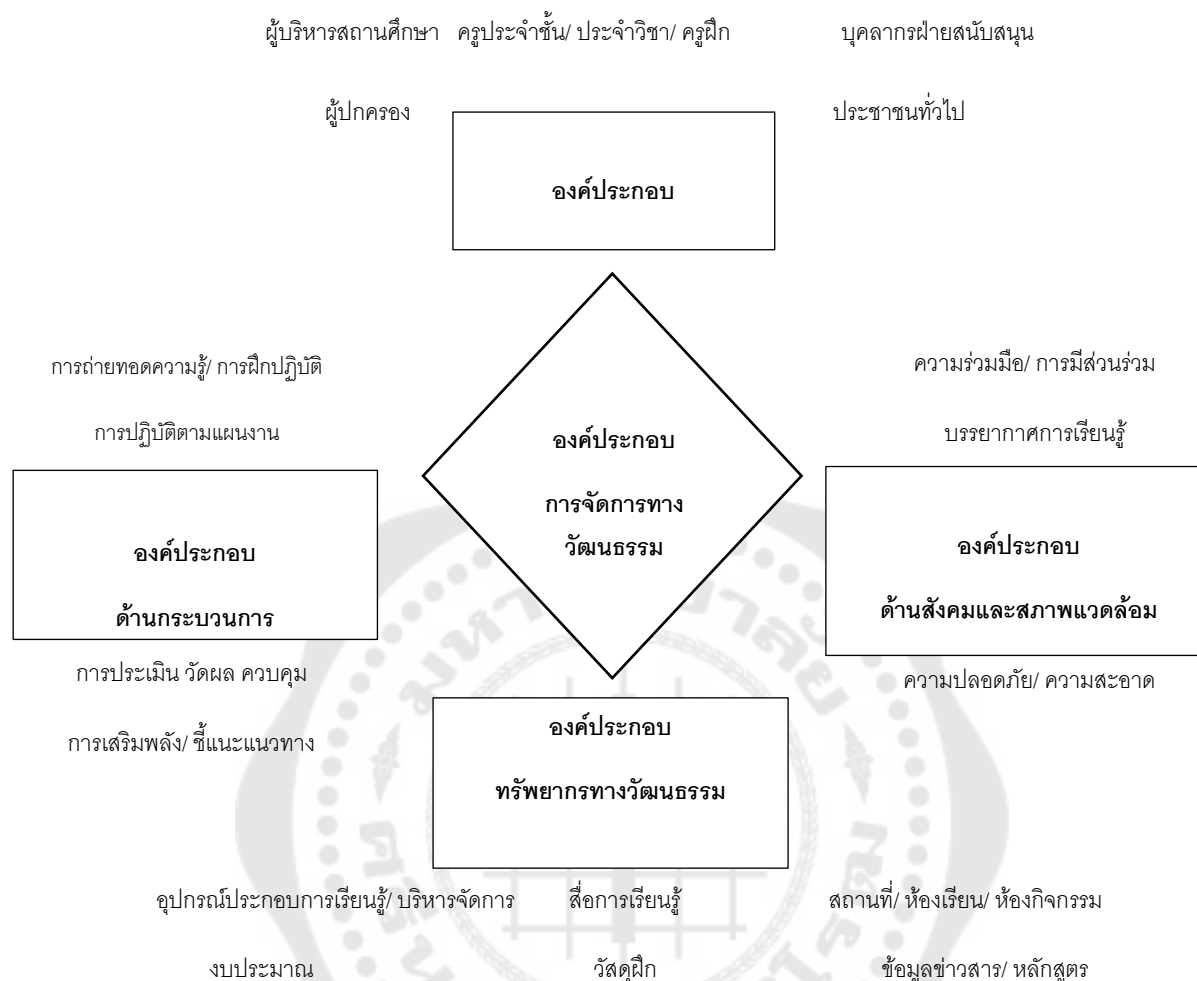 ผู้บริหารสถานศึกษา ครูประจำชั้น/ ประจำวิชา/ ครูฝึก บุคลากรฝ่ายสนับสนุน
ผู้ปกครอง ประชาชนทั่วไป
องค์ประกอบ
การถ่ายทอดความรู้/ การฝึกปฏิบัติ
การปฏิบัติตามแผนงาน
องค์ประกอบ
ด้านกระบวนการ
การประเมิน วัดผล ควบคุม
การเสริมพลัง/ ชี้แนะแนวทาง
องค์ประกอบ
การจัดการทาง
วัฒนธรรม
ความร่วมมือ/ การมีส่วนร่วม
บรรยากาศการเรียนรู้
องค์ประกอบ
ด้านสังคมและสภาพแวดล้อม
ความปลอดภัย/ ความสะอาด
องค์ประกอบ
ทรัพยากรทางวัฒนธรรม
อุปกรณ์ประกอบการเรียนรู้/ บริหารจัดการ สื่อการเรียนรู้ สถานที่/ ห้องเรียน/ ห้องกิจกรรม
งบประมาณ วัสดุฝึก ข้อมูลข่าวสาร/ หลักสูตร